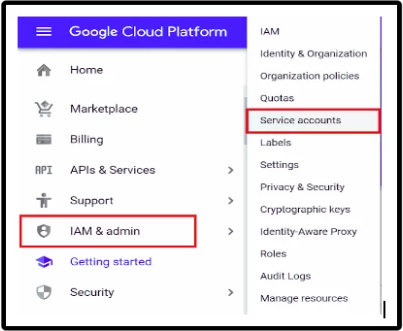 Google Cloud Platform
Home
Marketplace
Billing
API APIs & Services
Support
IAM & admin
Getting started
Security
IAM
Identity & Organization
Organization policies
Quotas
Service accounts
Labels
Settings
Privacy & Security
Cryptographic keys
Identity-Aware Proxy
Roles
Audit Logs
Manage resources